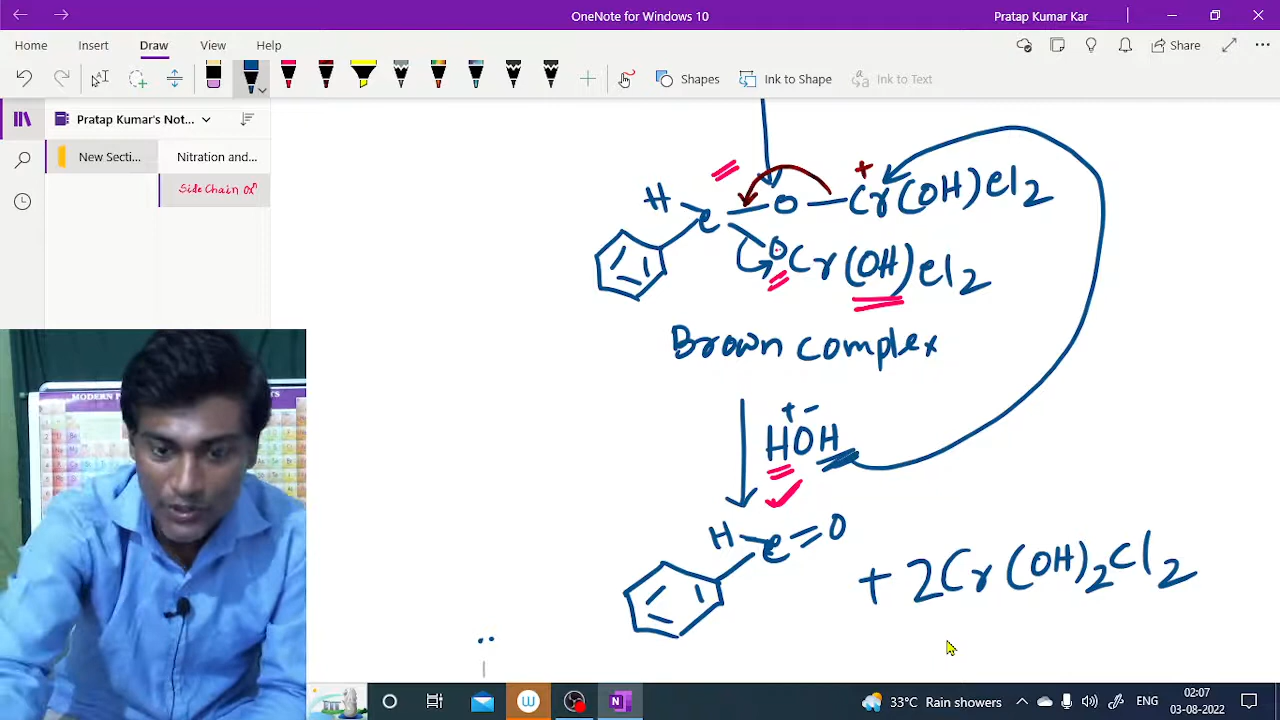 OneNote for Windows 10
Pratap Kumar Kar
Home Insert Draw View Help
Share
Shapes Ink to Shape Ink to Text
Pratap Kumar's Not...
New Secti... Nitration and...
Side Chain Oxⁿ
+
H C O Cr(OH)Cl2
OCr(OH)Cl2
Brown complex
+ -
HOH
H C=O
+ 2Cr(OH)2Cl2
MODERN
33°C Rain showers
ENG
02:07
03-08-2022